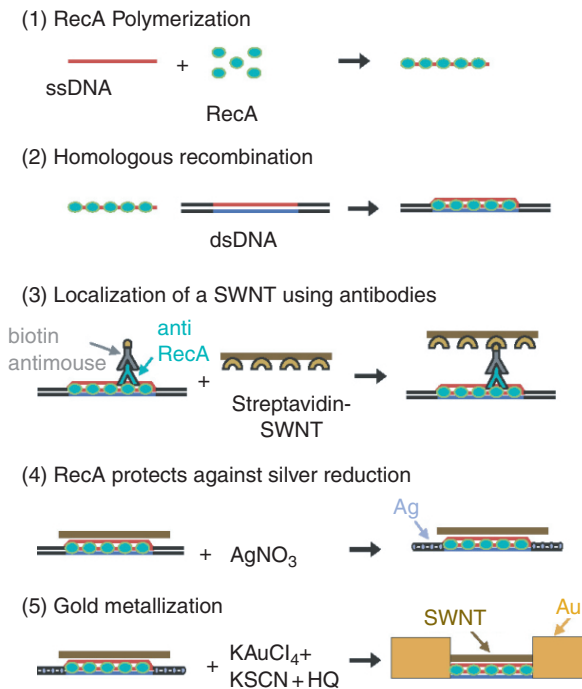 (1) RecA Polymerization
ssDNA
+
RecA
(2) Homologous recombination
dsDNA
(3) Localization of a SWNT using antibodies
biotin
antimouse
anti
RecA
+
Streptavidin-
SWNT
(4) RecA protects against silver reduction
+
AgNO₃
Ag
(5) Gold metallization
+
KAuCl₄+
KSCN+HQ
SWNT
Au